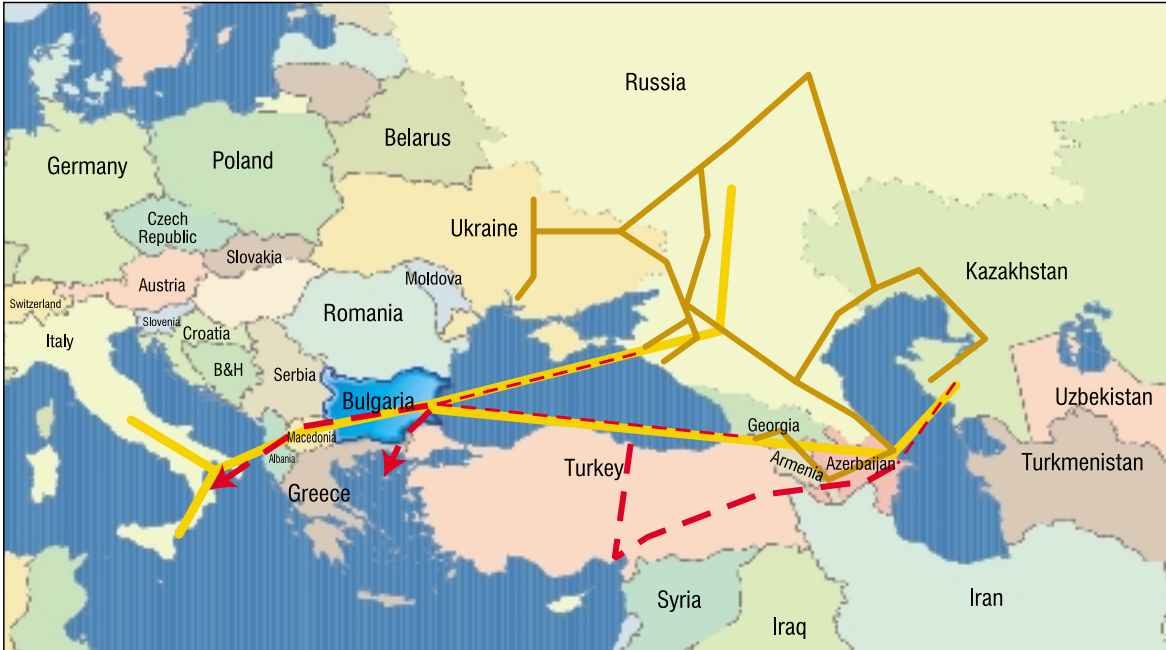 Russia
Belarus
Germany
Poland
Czech
Republic
Ukraine
Slovakia
Moldova
Kazakhstan
Austria
Switzerland
Romania
Slovenia
Croatia
Italy
B&H
Serbia
Bulgaria
Uzbekistan
Georgia
Macedonia
Albania
Armenia
Azerbaijan
Turkmenistan
Turkey
Greece
Syria
Iran
Iraq